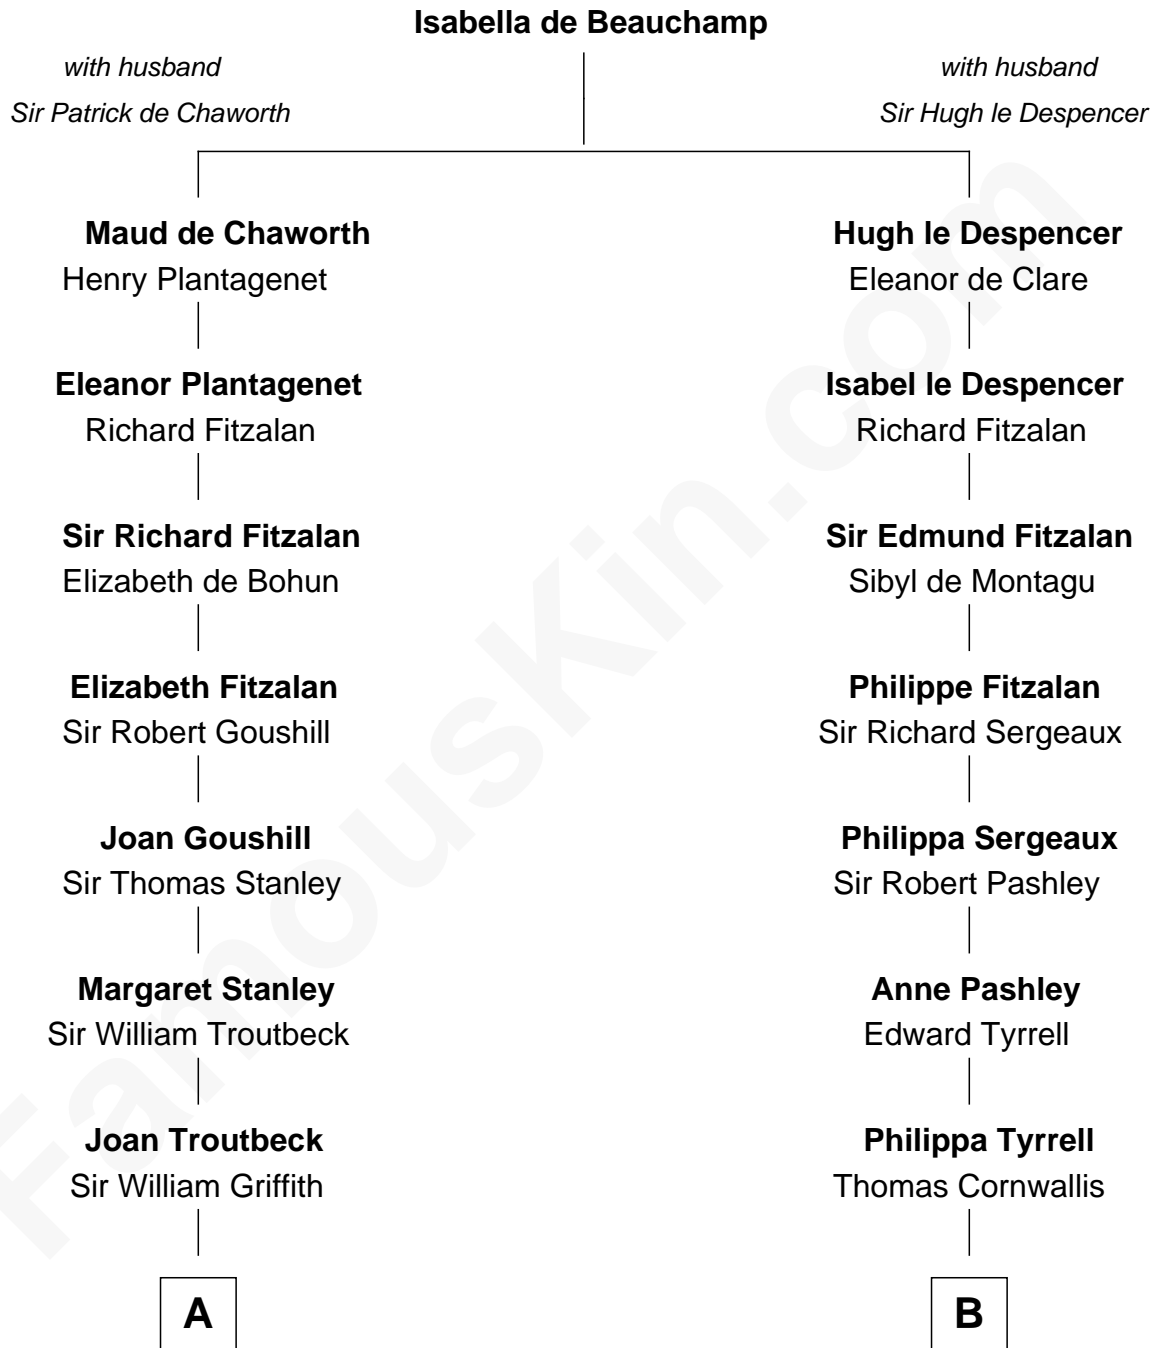 Isabella de Beauchamp
with husband
Sir Patrick de Chaworth
with husband
Sir Hugh le Despencer
Maud de Chaworth
Henry Plantagenet
Hugh le Despencer
Eleanor de Clare
Eleanor Plantagenet
Richard Fitzalan
Isabel le Despencer
Richard Fitzalan
Sir Richard Fitzalan
Elizabeth de Bohun
Sir Edmund Fitzalan
Sibyl de Montagu
Elizabeth Fitzalan
Sir Robert Goushill
Philippe Fitzalan
Sir Richard Sergeaux
Joan Goushill
Sir Thomas Stanley
Philippa Sergeaux
Sir Robert Pashley
Margaret Stanley
Sir William Troutbeck
Anne Pashley
Edward Tyrrell
Joan Troutbeck
Sir William Griffith
Philippa Tyrrell
Thomas Cornwallis
A
B
FamousKin.com